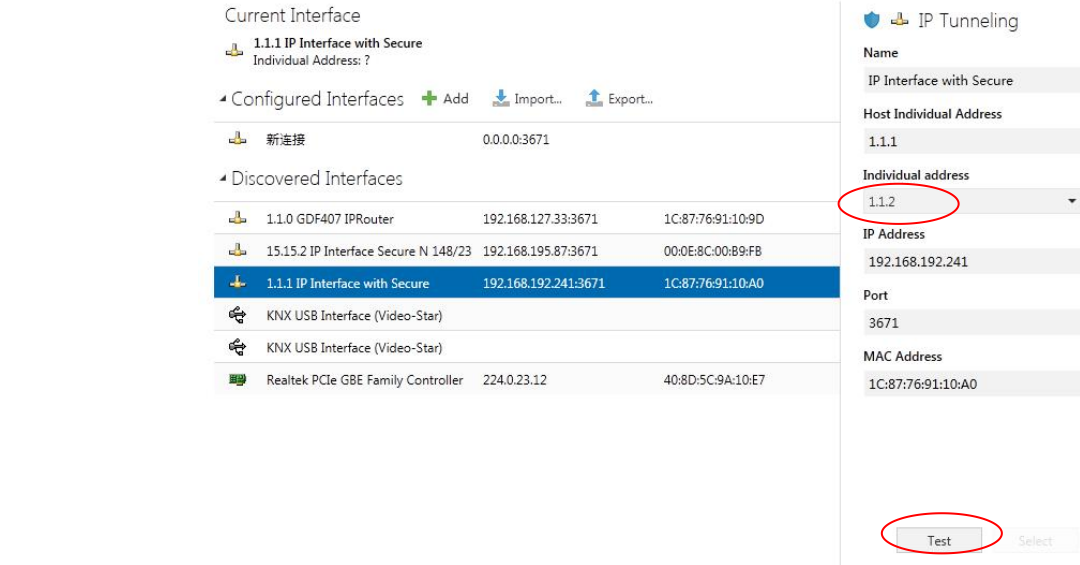 Current Interface
1.1.1 IP Interface with Secure
Individual Address: ?
Configured Interfaces Add Import... Export...
新连接 0.0.0.0:3671
Discovered Interfaces
1.1.0 GDF407 IPRouter 192.168.127.33:3671 1C:87:76:91:10:9D
15.15.2 IP Interface Secure N 148/23 192.168.195.87:3671 00:0E:8C:00:B9:FB
1.1.1 IP Interface with Secure 192.168.192.241:3671 1C:87:76:91:10:A0
KNX USB Interface (Video-Star)
KNX USB Interface (Video-Star)
Realtek PCIe GBE Family Controller 224.0.23.12 40:8D:5C:9A:10:E7
IP Tunneling
Name
IP Interface with Secure
Host Individual Address
1.1.1
Individual address
1.1.2
IP Address
192.168.192.241
Port
3671
MAC Address
1C:87:76:91:10:A0
Test Select